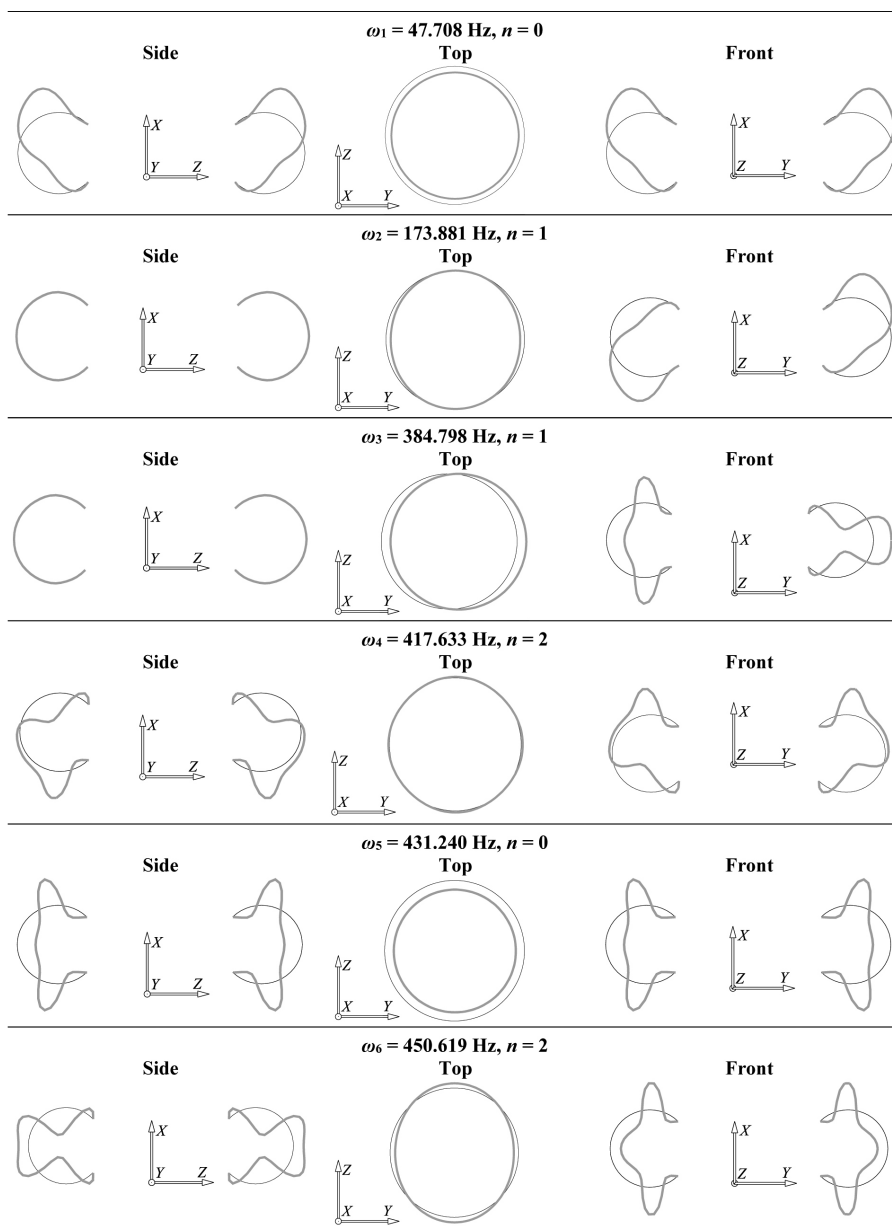 ω1 = 47.708 Hz, n = 0
Side Top Front
X Y Z
Z X Y
X Z Y
ω2 = 173.881 Hz, n = 1
Side Top Front
X Y Z
Z X Y
X Z Y
ω3 = 384.798 Hz, n = 1
Side Top Front
X Y Z
Z X Y
X Z Y
ω4 = 417.633 Hz, n = 2
Side Top Front
X Y Z
Z X Y
X Z Y
ω5 = 431.240 Hz, n = 0
Side Top Front
X Y Z
Z X Y
X Z Y
ω6 = 450.619 Hz, n = 2
Side Top Front
X Y Z
Z X Y
X Z Y